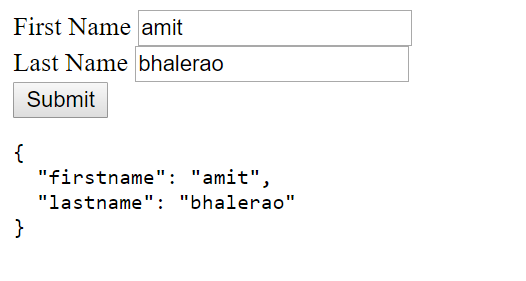 First Name amit
Last Name bhalerao
Submit
{
  "firstname": "amit",
  "lastname": "bhalerao"
}